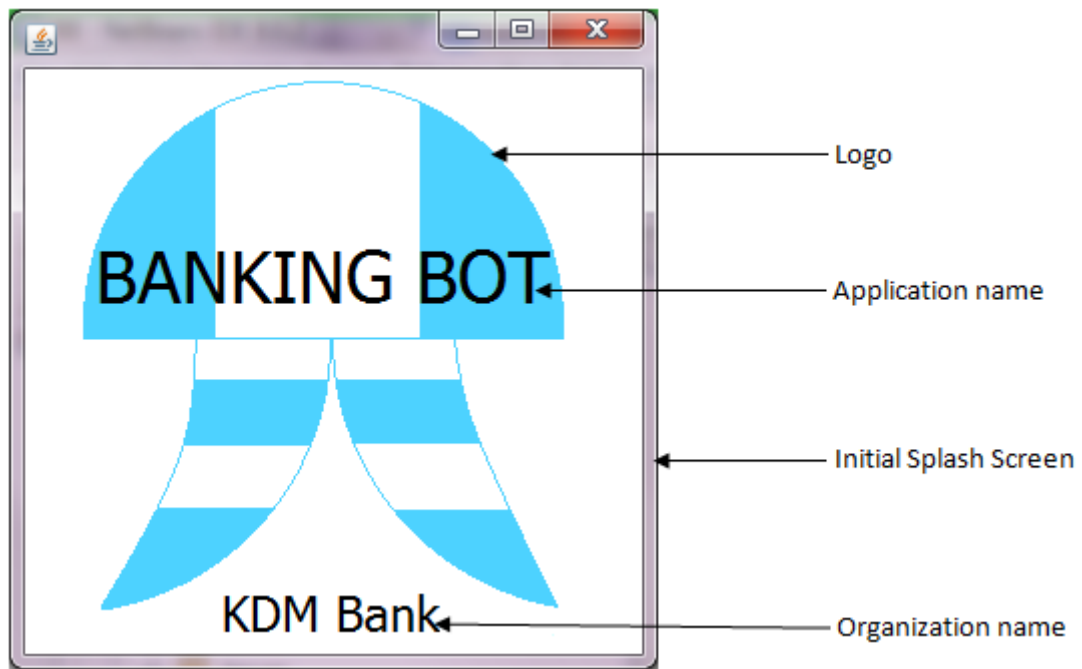 Logo
BANKING BOT
Application name
Initial Splash Screen
KDM Bank
Organization name